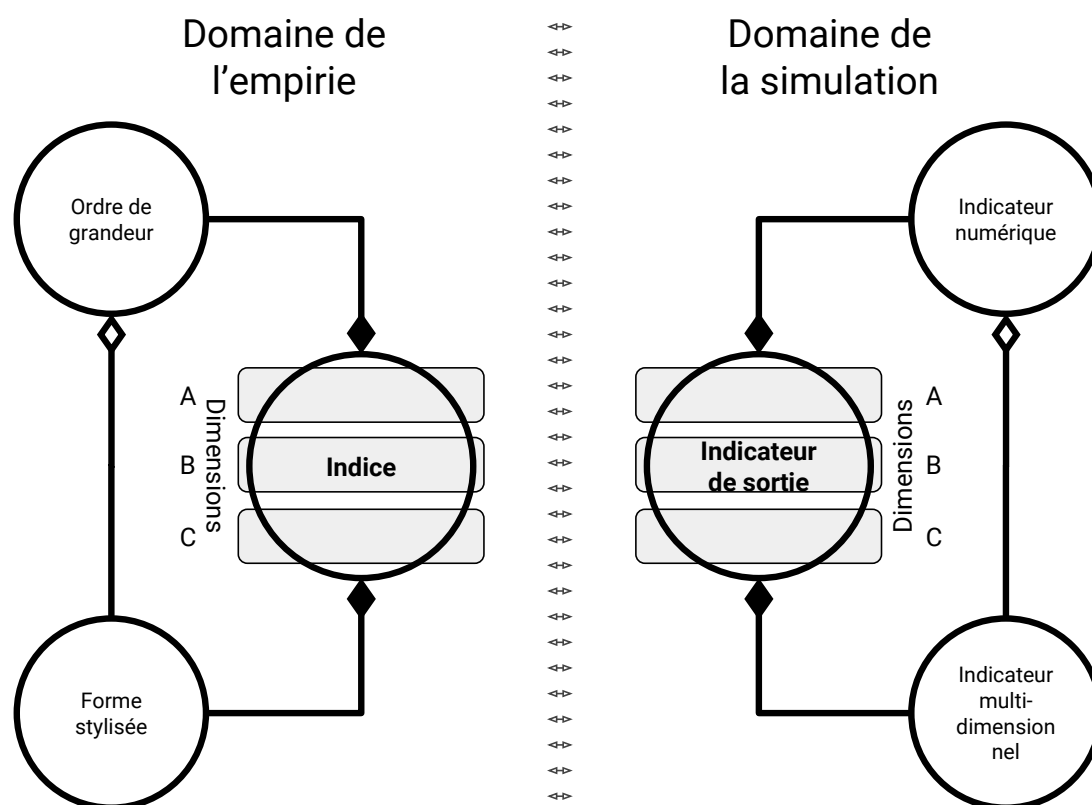 Domaine de
l’empirie
Domaine de
la simulation
Ordre de
grandeur
Indicateur
numérique
A
B
C
Dimensions
Indice
Indicateur
de sortie
Dimensions
A
B
C
Forme
stylisée
Indicateur
multi-
dimension
nel